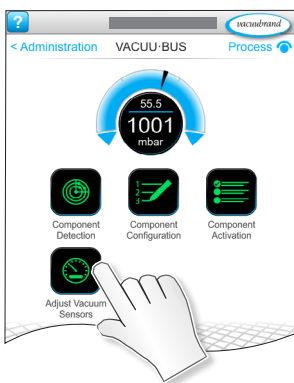 ?
vacuubrand
< Administration VACUU·BUS Process
55.5
1001
mbar
1
2
3
Component
Detection
Component
Configuration
Component
Activation
Adjust Vacuum
Sensors